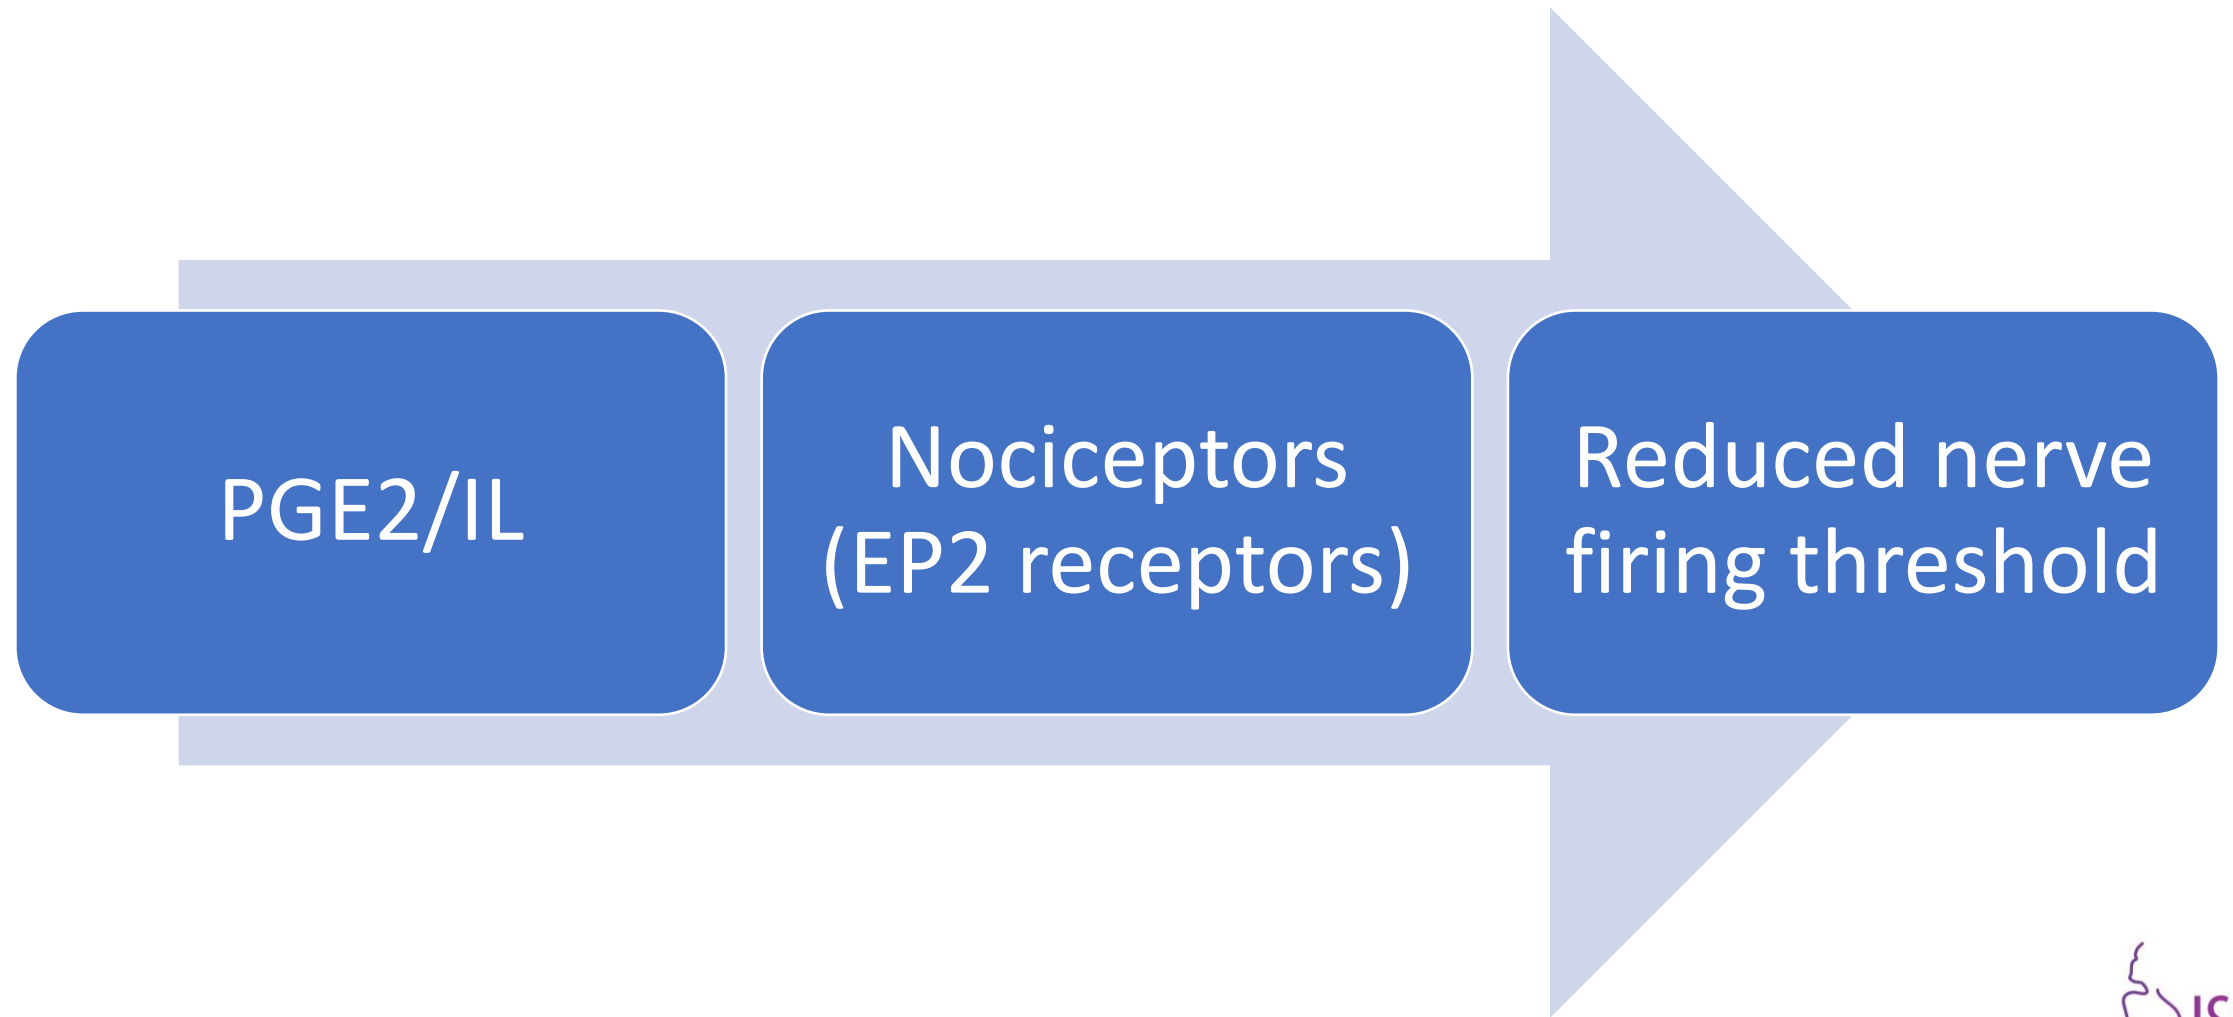 PGE2/IL
Nociceptors
(EP2 receptors)
Reduced nerve
firing threshold